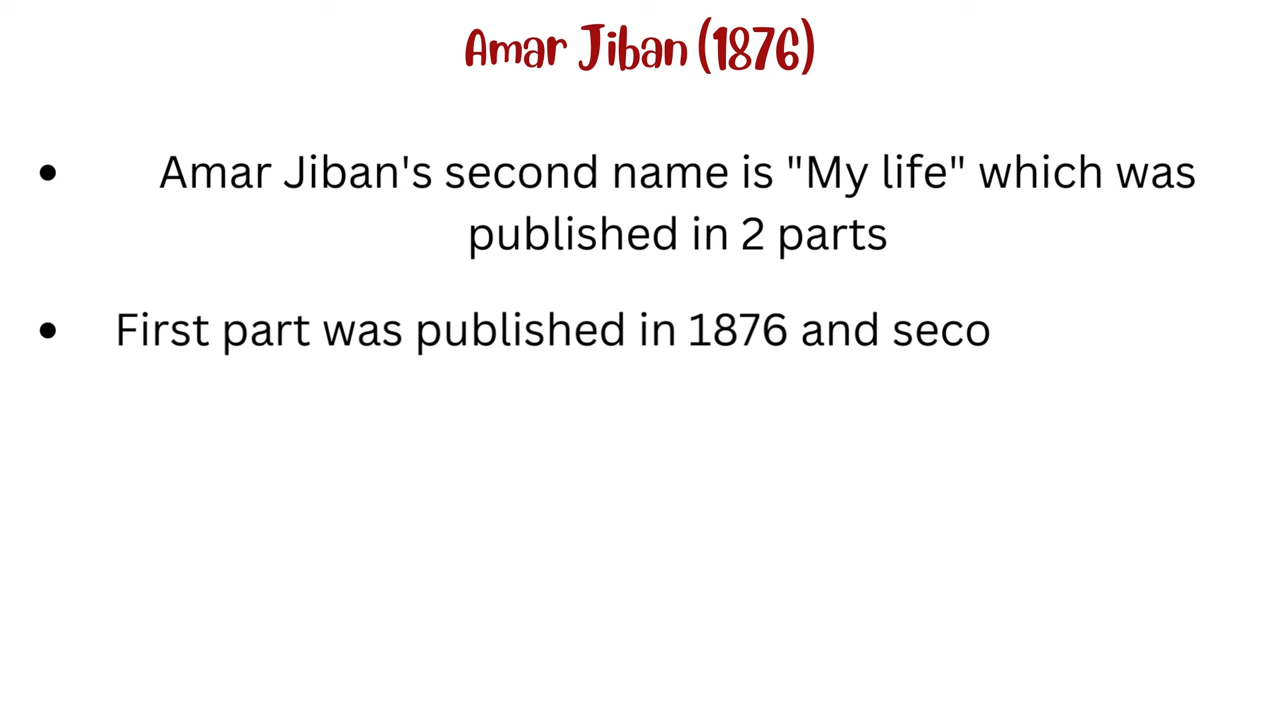 Amar Jiban (1876)
• Amar Jiban's second name is "My life" which was
published in 2 parts
• First part was published in 1876 and seco